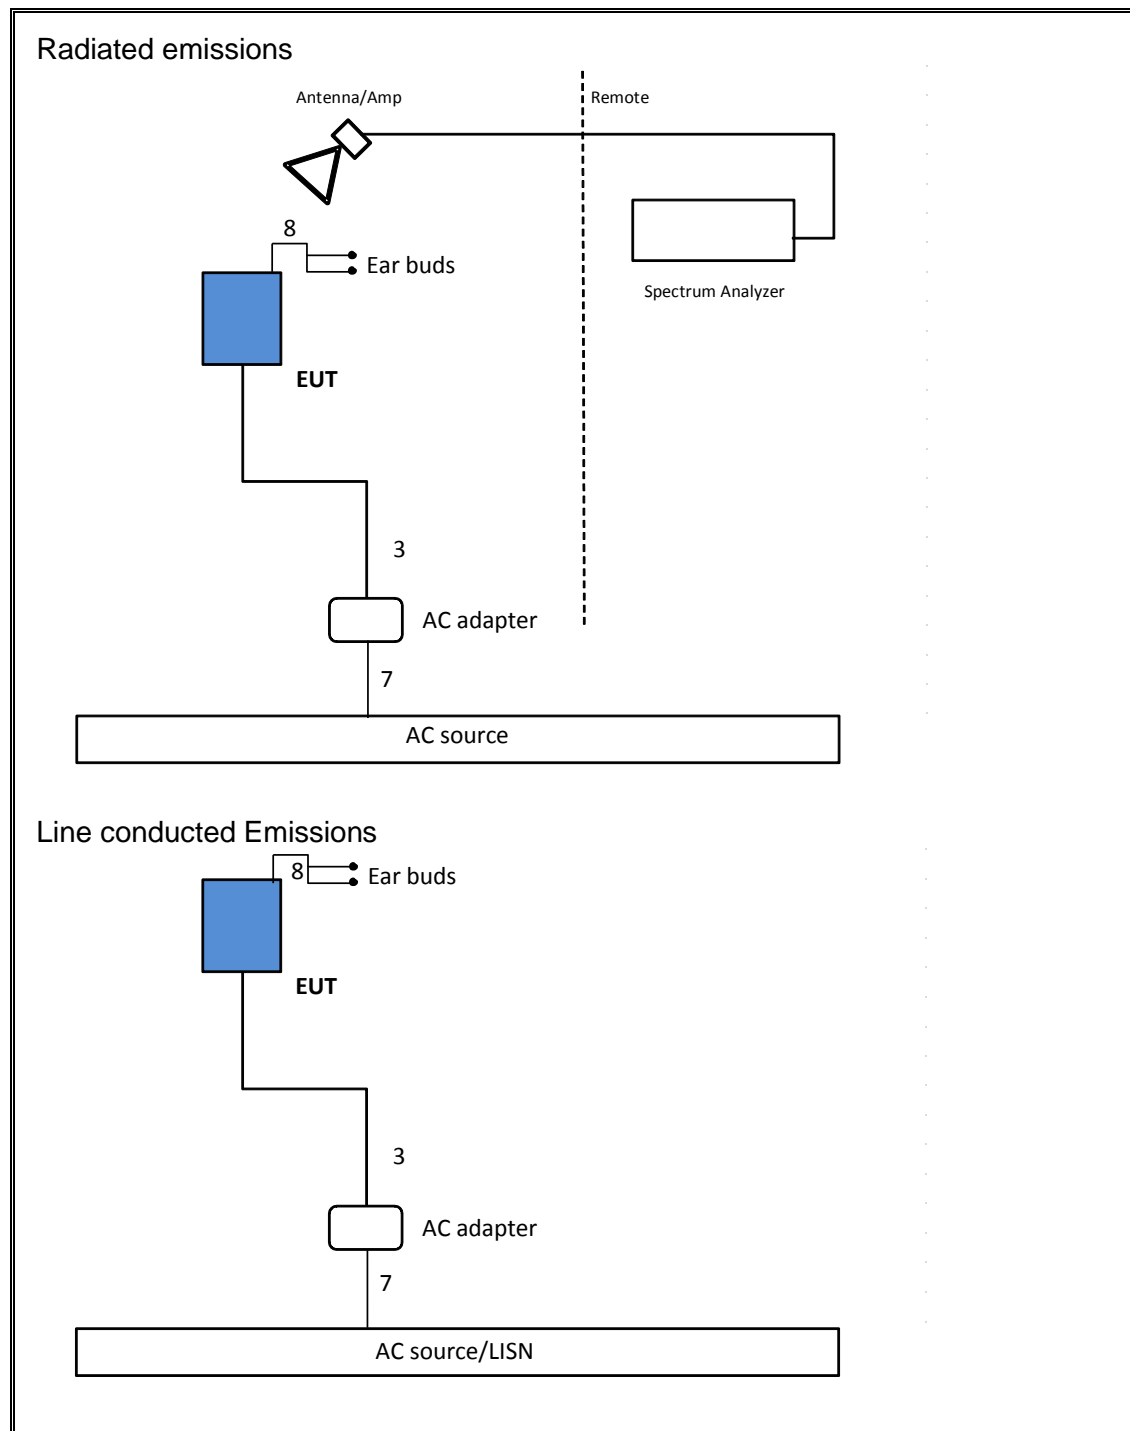 Radiated emissions
Antenna/Amp
Remote
8
Ear buds
Spectrum Analyzer
EUT
3
AC adapter
7
AC source
Line conducted Emissions
8
Ear buds
EUT
3
AC adapter
7
AC source/LISN